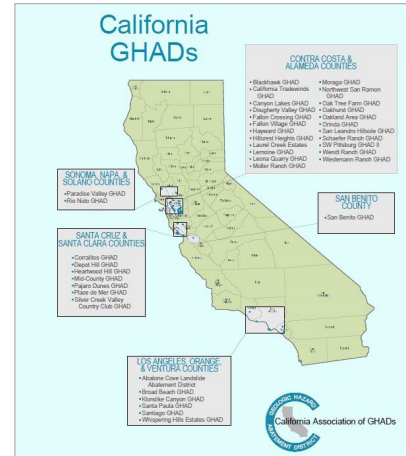 California
GHADs
CONTRA COSTA &
ALAMEDA COUNTIES
• Blackhawk GHAD
• California Tradewinds
GHAD
• Canyon Lakes GHAD
• Dougherty Valley GHAD
• Fallon Crossing GHAD
• Fallon Village GHAD
• Hayward GHAD
• Hillcrest Heights GHAD
• Laurel Creek Estates
• Lemoine GHAD
• Leona Quarry GHAD
• Moller Ranch GHAD
• Moraga GHAD
• Northwest San Ramon
GHAD
• Oak Tree Farm GHAD
• Oakhurst GHAD
• Oakland Area GHAD
• Orinda GHAD
• San Leandro Hillside GHAD
• Schaefer Ranch GHAD
• SW Pittsburg GHAD II
• Wendt Ranch GHAD
• Wiedemann Ranch GHAD
SONOMA, NAPA, &
SOLANO COUNTIES
• Paradise Valley GHAD
• Rio Nido GHAD
SAN BENITO
COUNTY
• San Benito GHAD
SANTA CRUZ &
SANTA CLARA COUNTIES
• Corralitos GHAD
• Depot Hill GHAD
• Heartwood Hill GHAD
• Mid-County GHAD
• Pajaro Dunes GHAD
• Place de Mer GHAD
• Silver Creek Valley
Country Club GHAD
LOS ANGELES, ORANGE,
& VENTURA COUNTIES
• Abalone Cove Landslide
Abatement District
• Broad Beach GHAD
• Klondike Canyon GHAD
• Santa Paula GHAD
• Santiago GHAD
• Whispering Hills Estates GHAD
GEOLOGIC HAZARD
ABATEMENT DISTRICT
California Association of GHADs